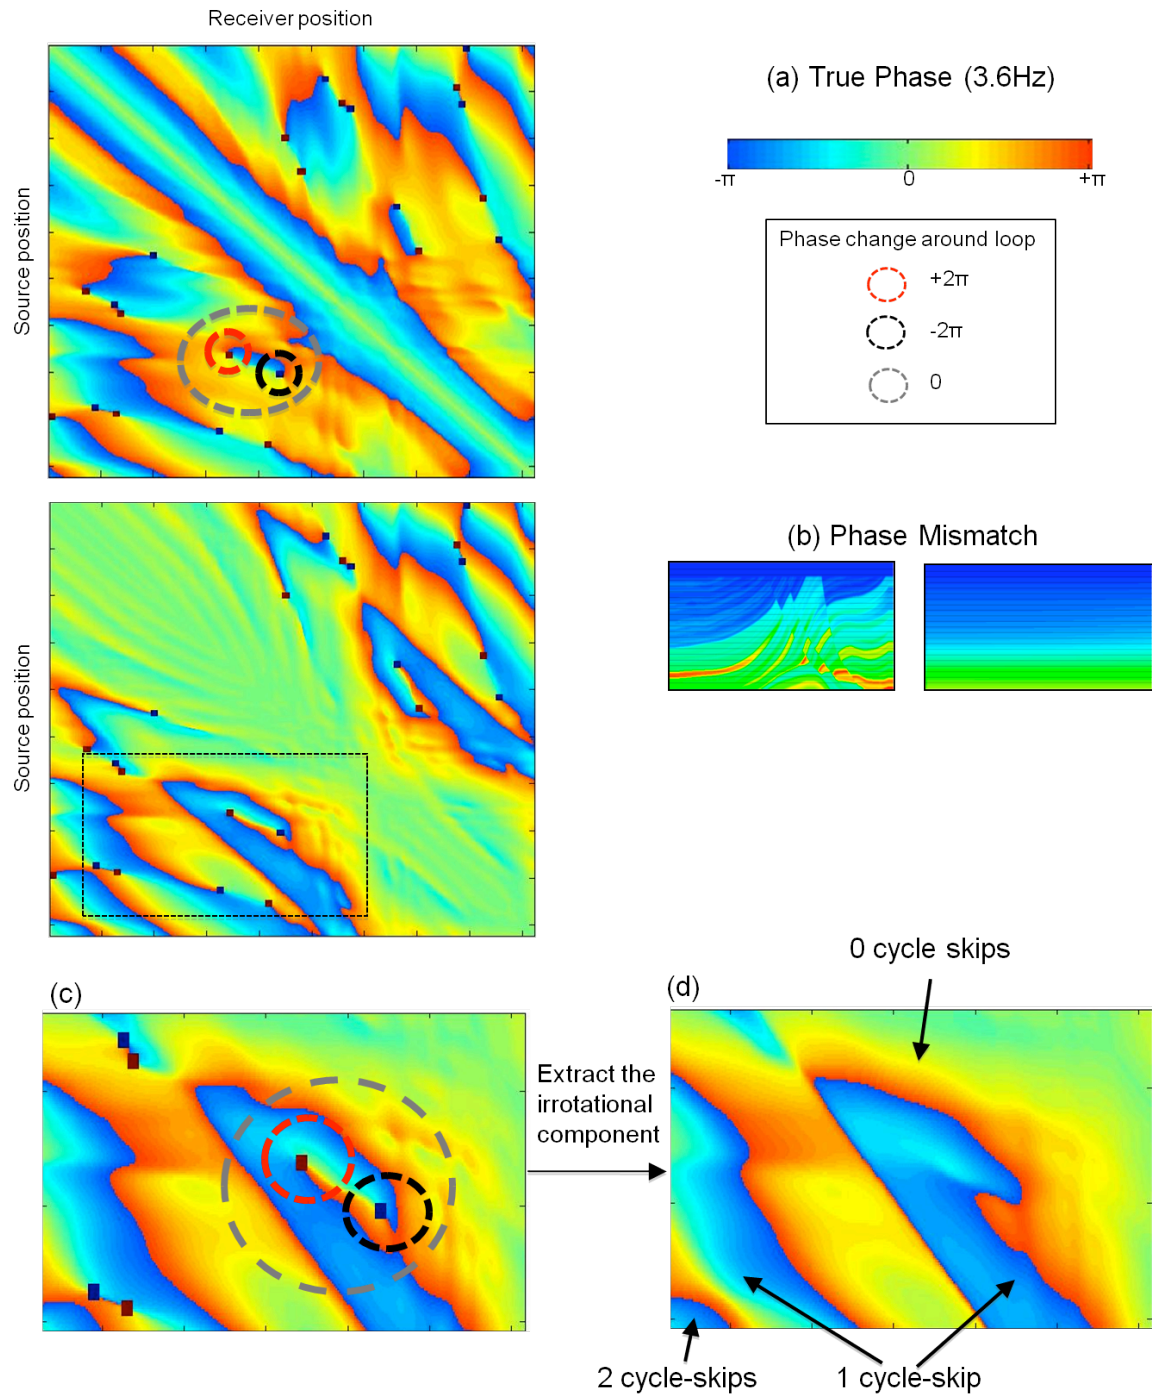 Receiver position
Source position
(a) True Phase (3.6Hz)
-π
0
+π
Phase change around loop
+2π
-2π
0
Source position
(b) Phase Mismatch
(c)
Extract the
irrotational
component
(d)
0 cycle skips
2 cycle-skips
1 cycle-skip